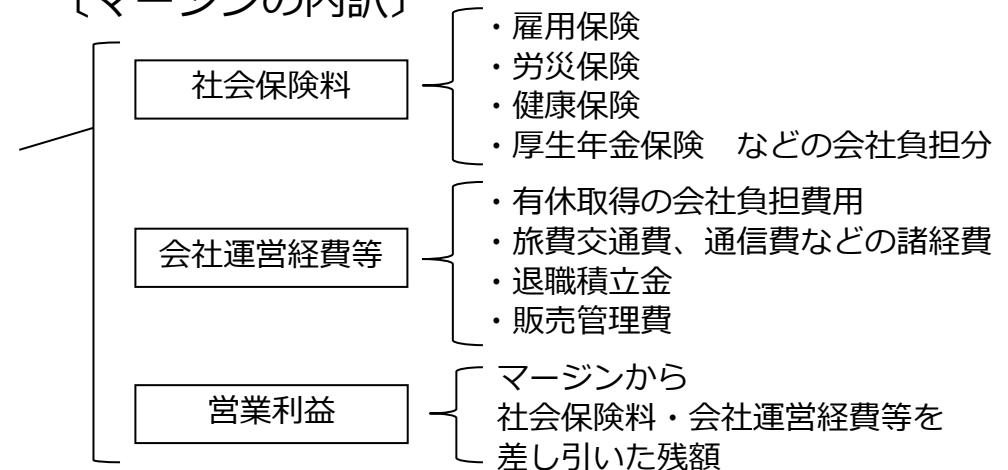 〔マージンの内訳〕
社会保険料
・雇用保険
・労災保険
・健康保険
・厚生年金保険　などの会社負担分
会社運営経費等
・有休取得の会社負担費用
・旅費交通費、通信費などの諸経費
・退職積立金
・販売管理費
営業利益
マージンから
社会保険料・会社運営経費等を
差し引いた残額